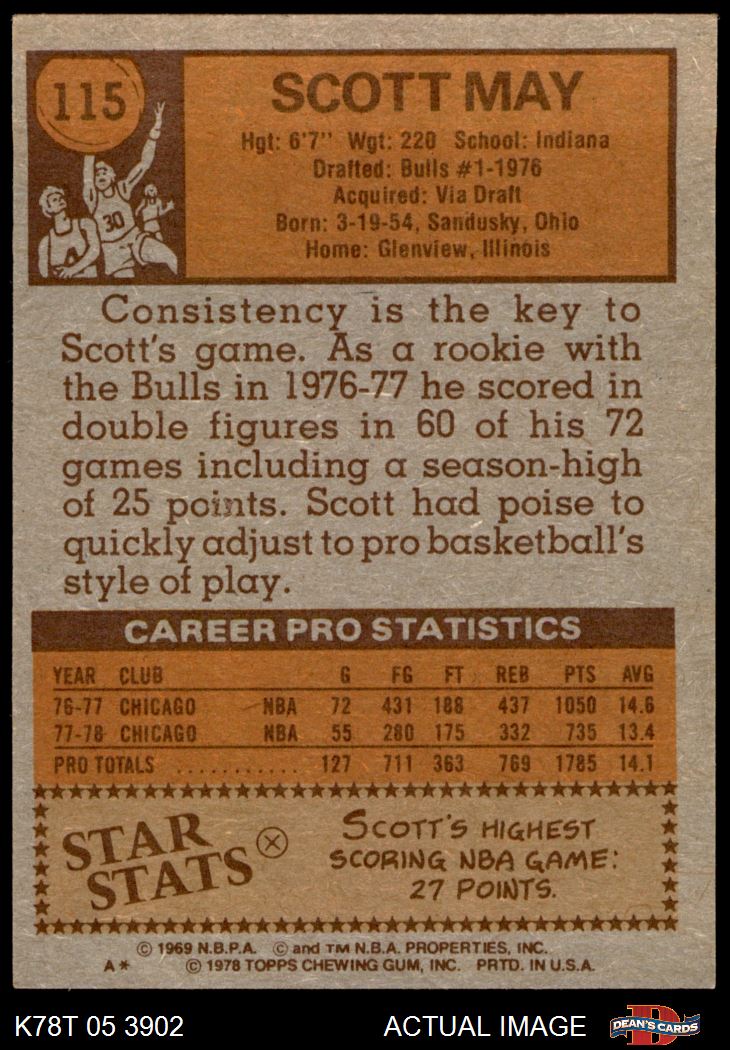 115
SCOTT MAY
Hgt: 6'7" Wgt: 220 School: Indiana
Drafted: Bulls #1-1976
Acquired: Via Draft
Born: 3-19-54, Sandusky, Ohio
Home: Glenview, Illinois
30
Consistency is the key to
Scott's game. As a rookie with
the Bulls in 1976-77 he scored in
double figures in 60 of his 72
games including a season-high
of 25 points. Scott had poise to
quickly adjust to pro basketball's
style of play.
CAREER PRO STATISTICS
YEAR CLUB G FG FT REB PTS AVG
76-77 CHICAGO NBA 72 431 188 437 1050 14.6
77-78 CHICAGO NBA 55 280 175 332 735 13.4
PRO TOTALS ........... 127 711 363 769 1785 14.1
STAR
STATS
SCOTT'S HIGHEST
SCORING NBA GAME:
27 POINTS.
© 1969 N.B.P.A. © and TM N.B.A. PROPERTIES, INC.
A* © 1978 TOPPS CHEWING GUM, INC. PRTD. IN U.S.A.
K78T 05 3902 ACTUAL IMAGE DEAN'S CARDS